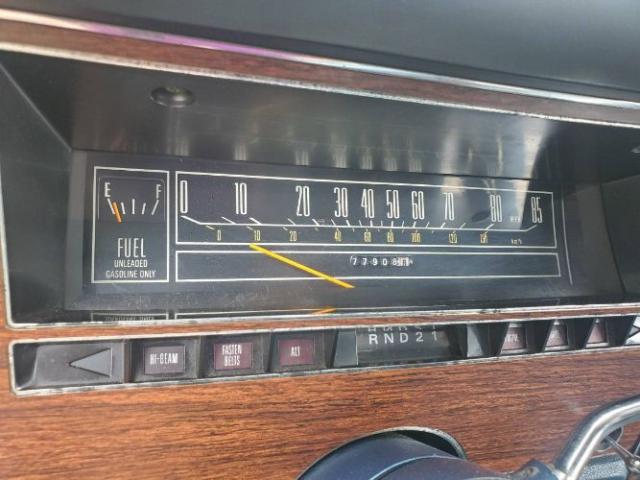 E F
FUEL
UNLEADED
GASOLINE ONLY
0 10 20 30 40 50 60 70 80 MPH 85
0 10 20 40 60 80 100 120 km/h
77908
HI-BEAM
FASTEN
BELTS
ALT
RND21